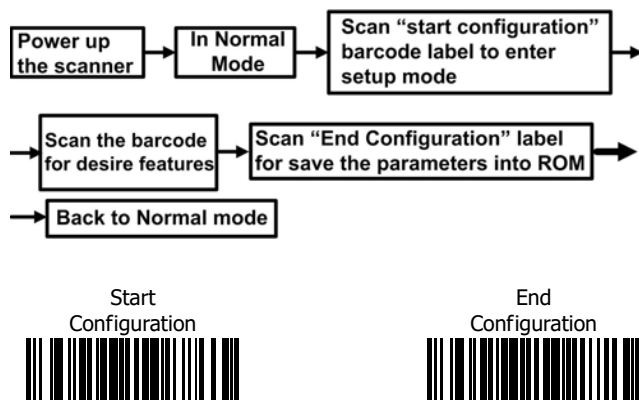 Power up
the scanner
In Normal
Mode
Scan “start configuration”
barcode label to enter
setup mode
Scan the barcode
for desire features
Scan “End Configuration” label
for save the parameters into ROM
Back to Normal mode
Start
Configuration
End
Configuration